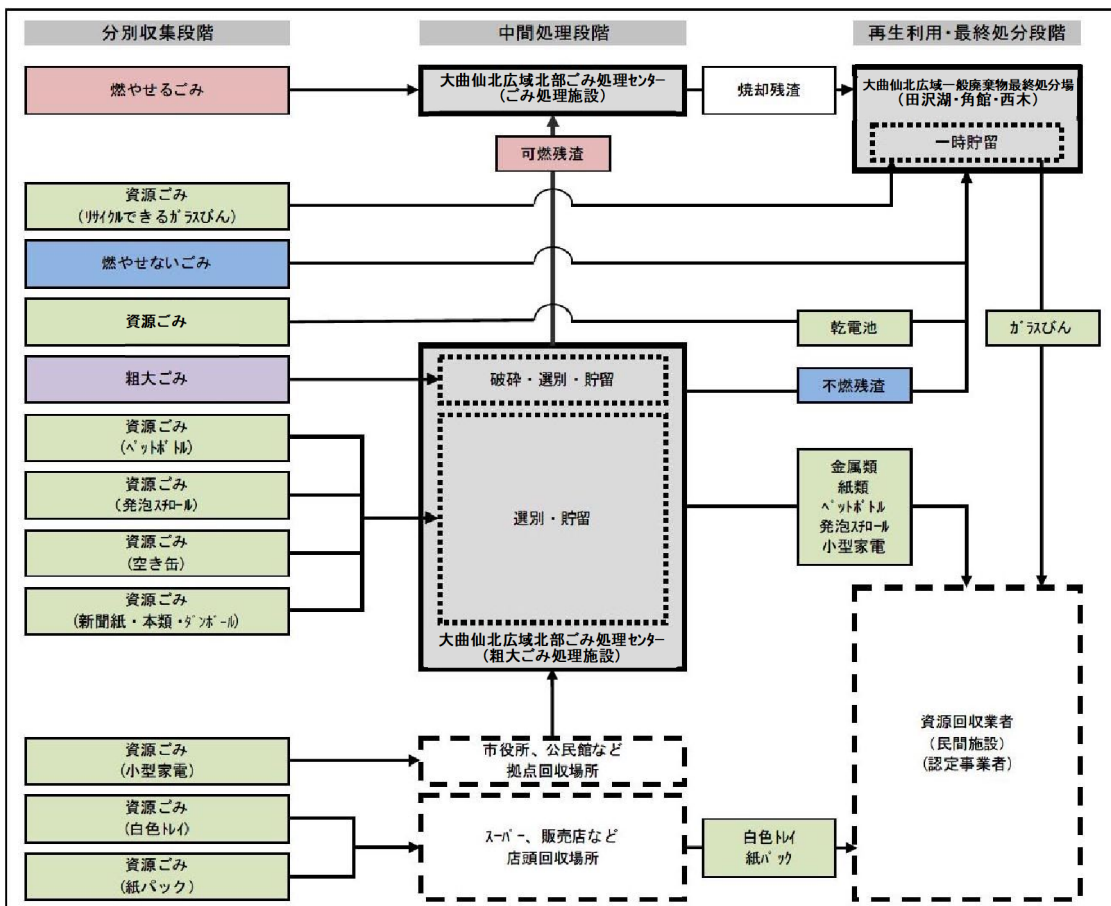 分別収集段階
中間処理段階
再生利用・最終処分段階
燃やせるごみ
大曲仙北広域北部ごみ処理センター
(ごみ処理施設)
焼却残渣
大曲仙北広域一般廃棄物最終処分場
(田沢湖・角館・西木)
一時貯留
可燃残渣
資源ごみ
(リサイクルできるガラスびん)
燃やせないごみ
資源ごみ
乾電池
ガラスびん
粗大ごみ
破砕・選別・貯留
不燃残渣
資源ごみ
(ペットボトル)
資源ごみ
(発泡スチロール)
資源ごみ
(空き缶)
資源ごみ
(新聞紙・本類・ダンボール)
選別・貯留
大曲仙北広域北部ごみ処理センター
(粗大ごみ処理施設)
金属類
紙類
ペットボトル
発泡スチロール
小型家電
資源ごみ
(小型家電)
市役所、公民館など
拠点回収場所
資源回収業者
(民間施設)
(認定事業者)
資源ごみ
(白色トレイ)
資源ごみ
(紙パック)
スーパー、販売店など
店頭回収場所
白色トレイ
紙パック